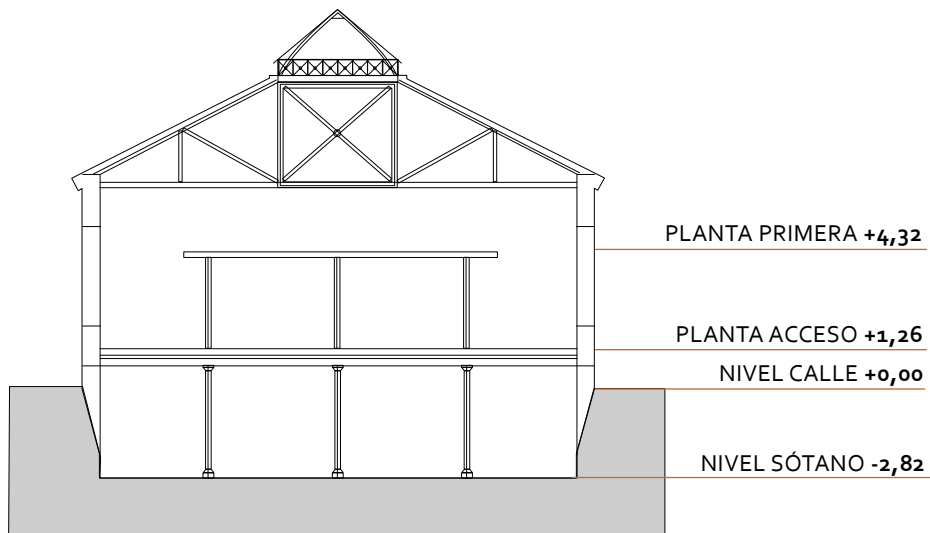 PLANTA PRIMERA +4,32
PLANTA ACCESO +1,26
NIVEL CALLE +0,00
NIVEL SÓTANO -2,82